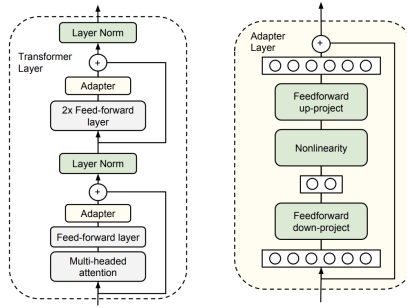 Layer Norm
+
Transformer
Layer
Adapter
2x Feed-forward
layer
Layer Norm
+
Adapter
Feed-forward layer
Multi-headed
attention
Adapter
Layer
+
Feedforward
up-project
Nonlinearity
Feedforward
down-project